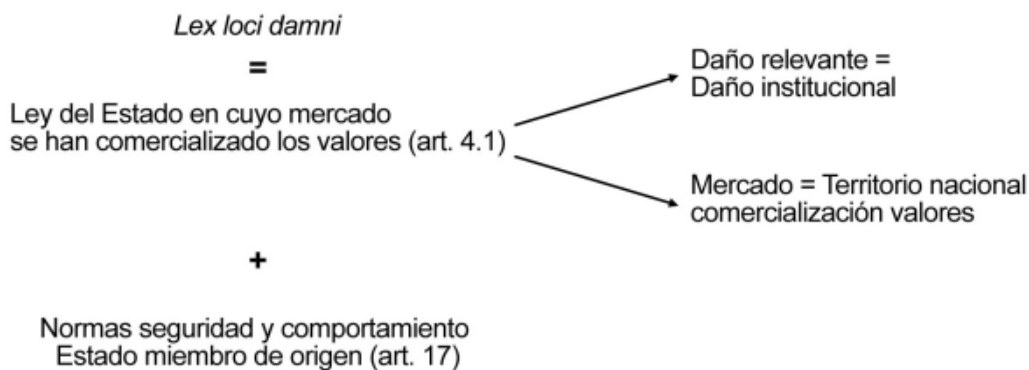 Lex loci damni
=
Ley del Estado en cuyo mercado
se han comercializado los valores (art. 4.1)
Daño relevante =
Daño institucional
Mercado = Territorio nacional
comercialización valores
+
Normas seguridad y comportamiento
Estado miembro de origen (art. 17)